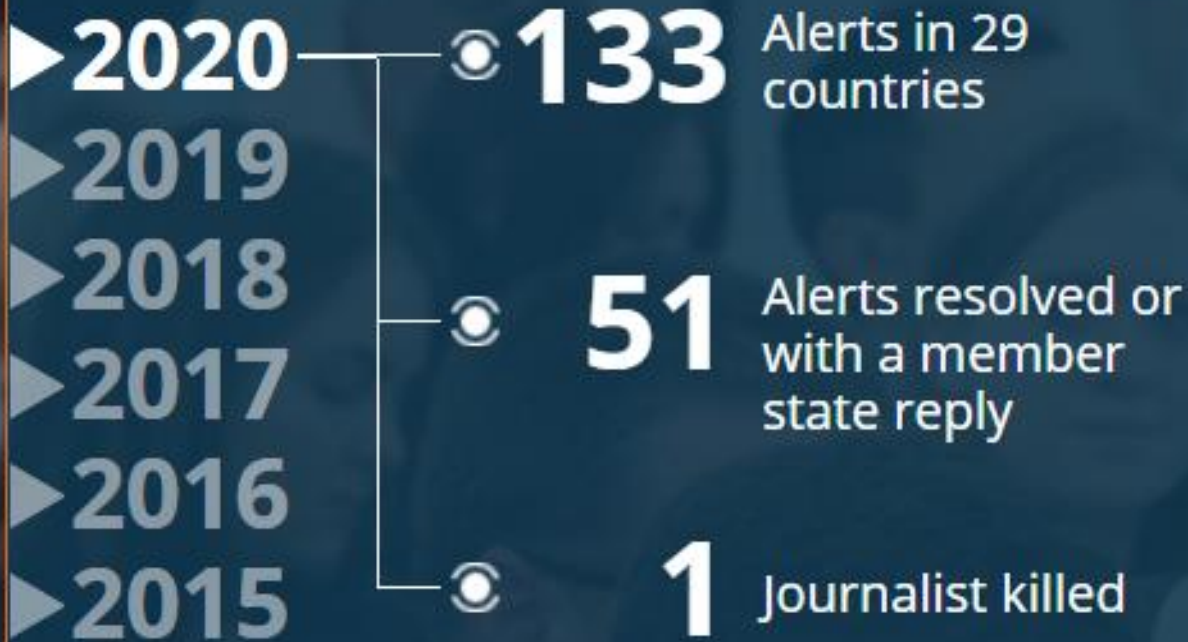 2020
133 Alerts in 29
countries
2019
2018
51 Alerts resolved or
with a member
state reply
2017
2016
2015
1 Journalist killed